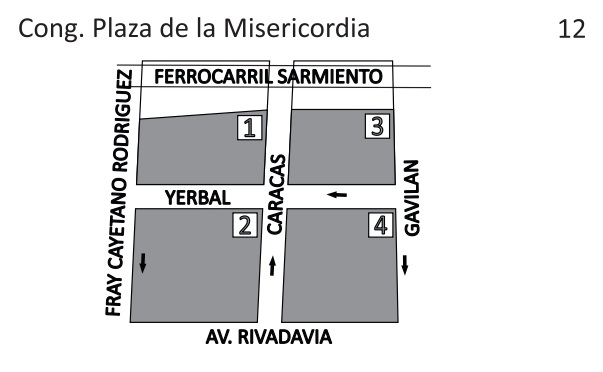 Cong. Plaza de la Misericordia 12
FERROCARRIL SARMIENTO
FRAY CAYETANO RODRIGUEZ
1
3
CARACAS
GAVILAN
YERBAL
2
4
AV. RIVADAVIA